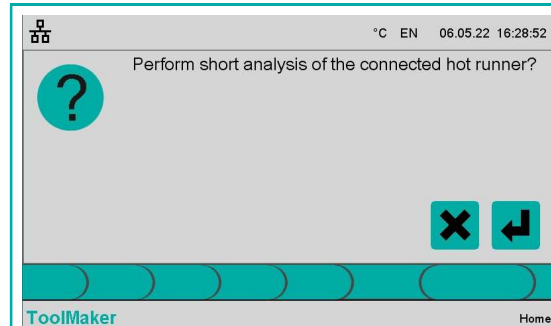 °C EN 06.05.22 16:28:52
Perform short analysis of the connected hot runner?
?
ToolMaker Home